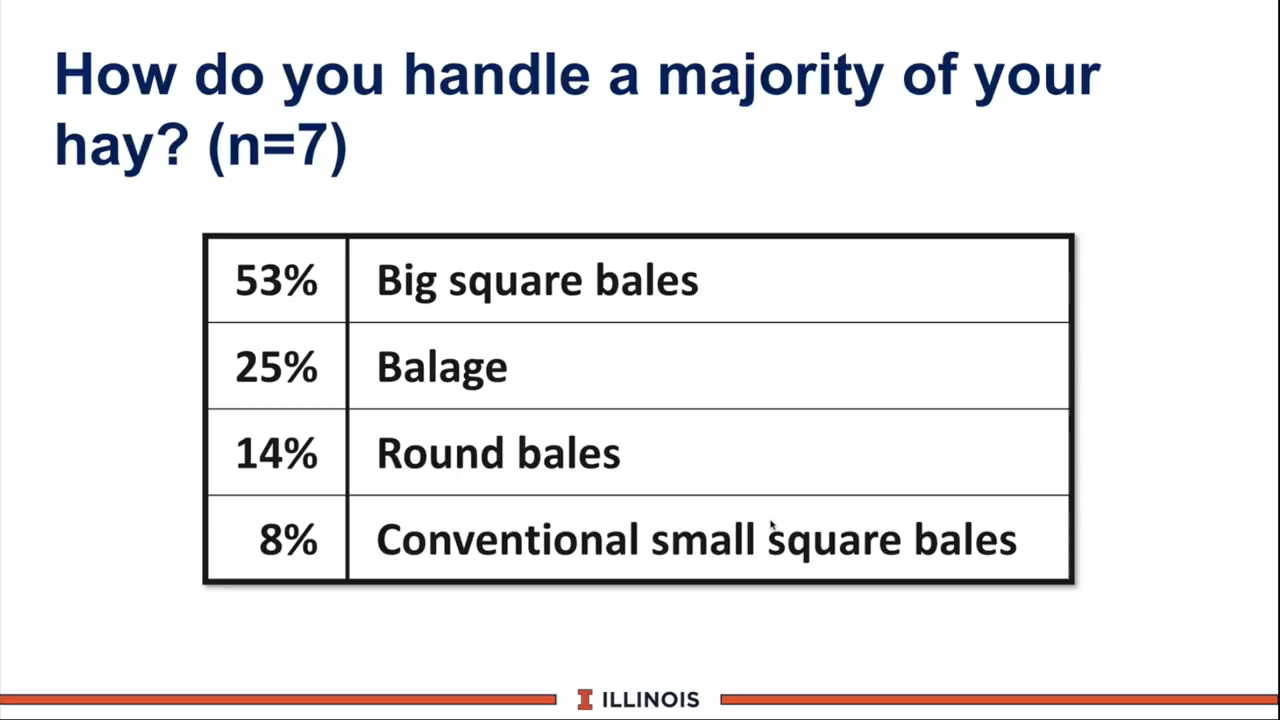 How do you handle a majority of your
hay? (n=7)
53% Big square bales
25% Balage
14% Round bales
8% Conventional small square bales
ILLINOIS